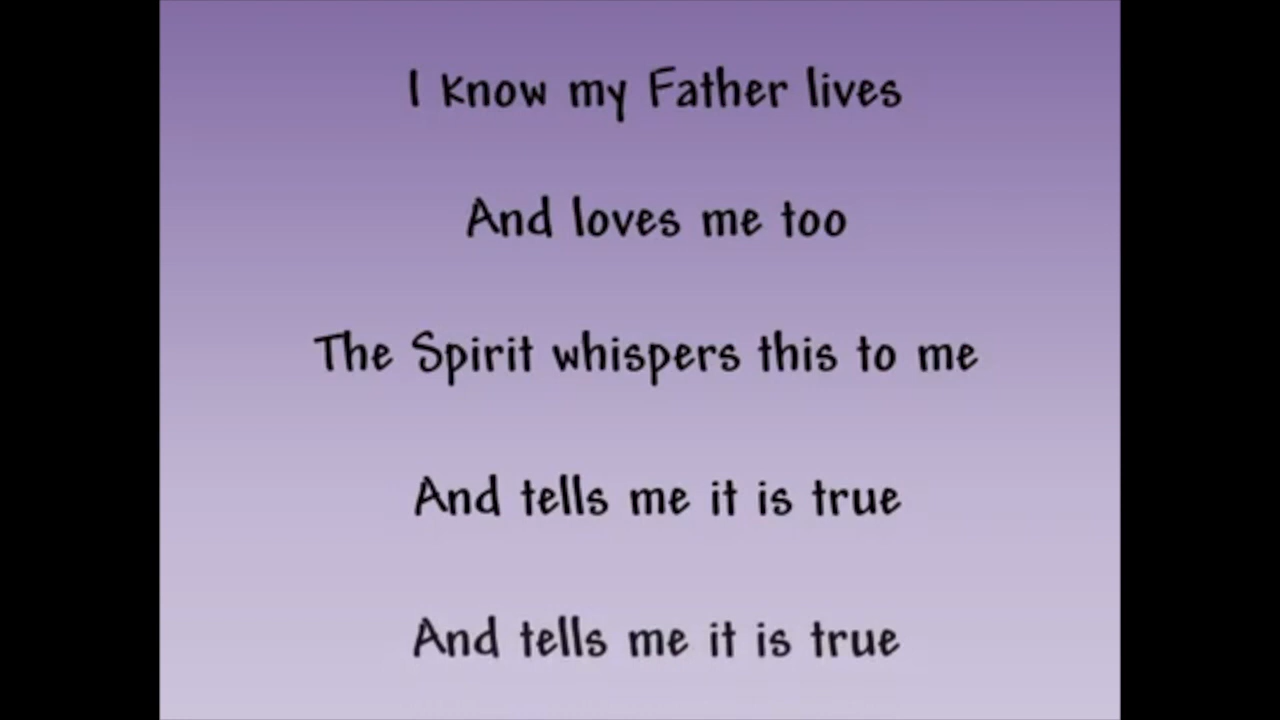 I know my Father lives
And loves me too
The Spirit whispers this to me
And tells me it is true
And tells me it is true